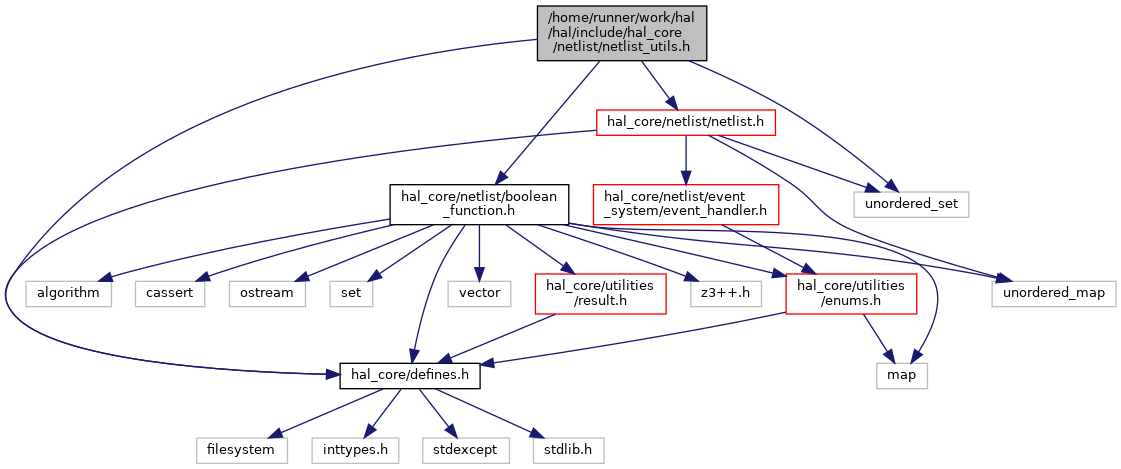 /home/runner/work/hal
/hal/include/hal_core
/netlist/netlist_utils.h
hal_core/netlist/netlist.h
hal_core/netlist/boolean
_function.h
hal_core/netlist/event
_system/event_handler.h
unordered_set
algorithm
cassert
ostream
set
vector
hal_core/utilities
/result.h
z3++.h
hal_core/utilities
/enums.h
unordered_map
hal_core/defines.h
map
filesystem
inttypes.h
stdexcept
stdlib.h